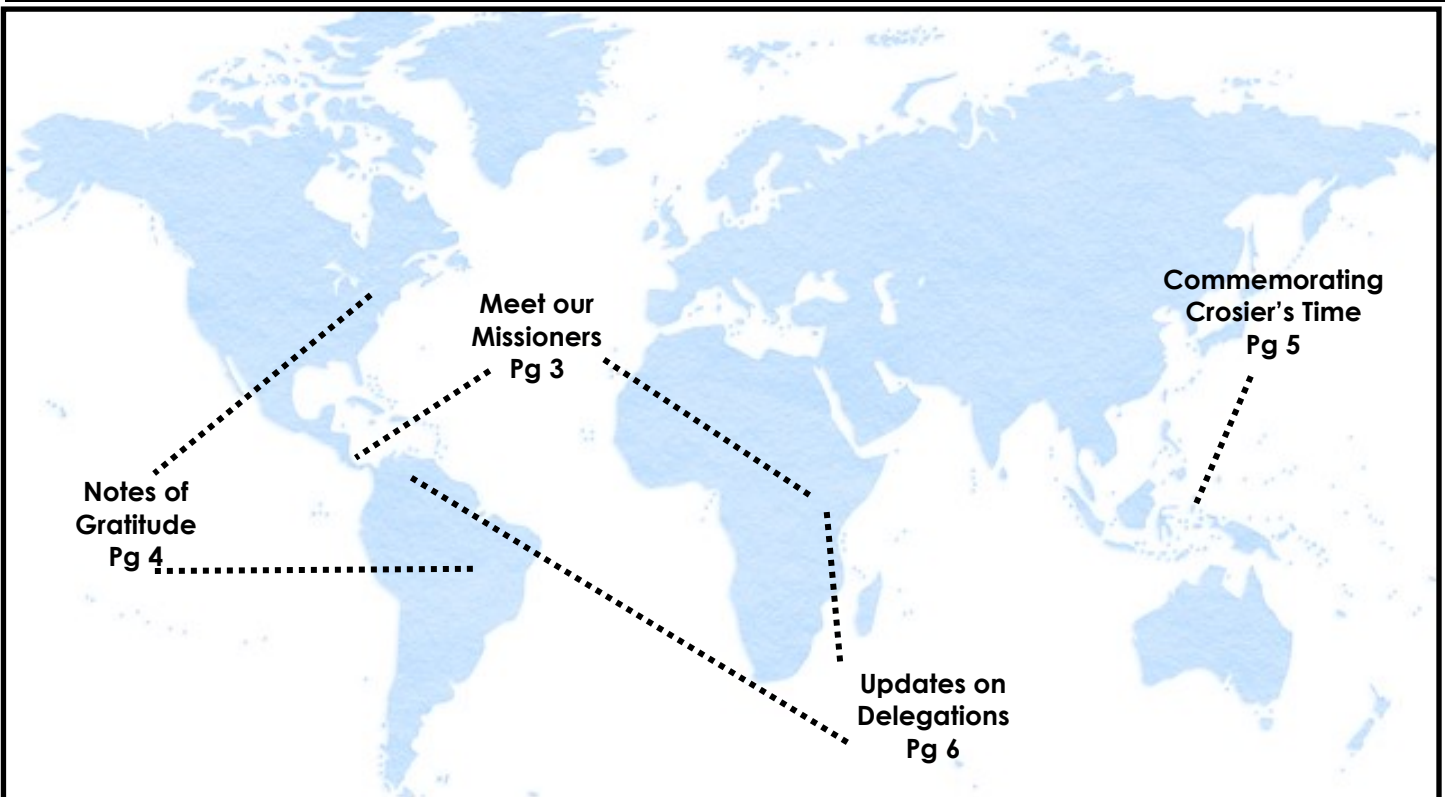 Meet our
Missioners
Pg 3
Commemorating
Crosier’s Time
Pg 5
Notes of
Gratitude
Pg 4
Updates on
Delegations
Pg 6